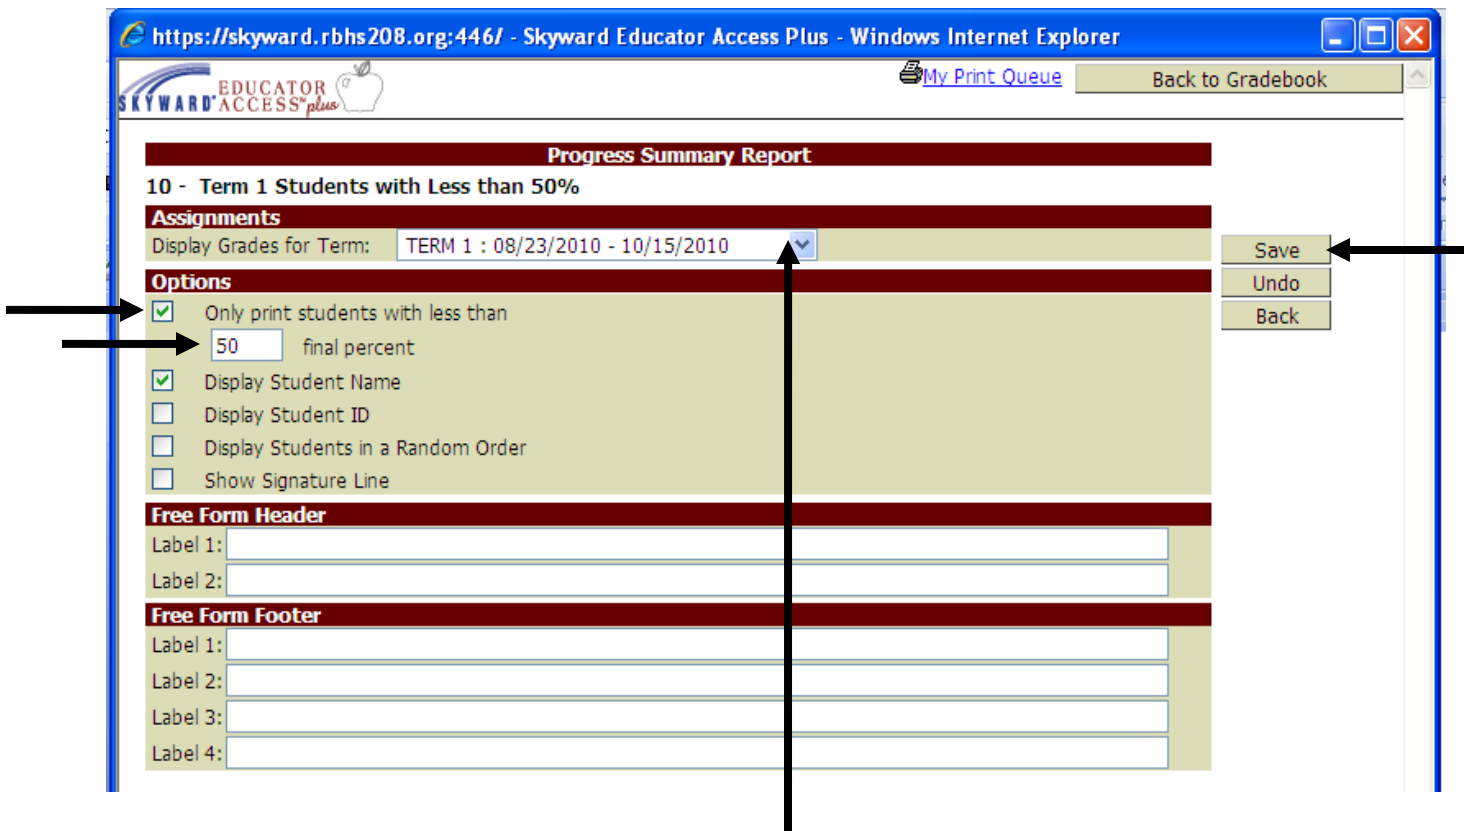 https://skyward.rbhs208.org:446/ - Skyward Educator Access Plus - Windows Internet Explorer
My Print Queue
Back to Gradebook
EDUCATOR
SKYWARD® ACCESS℠plus
Progress Summary Report
10 - Term 1 Students with Less than 50%
Assignments
Display Grades for Term: TERM 1 : 08/23/2010 - 10/15/2010
Save
Options
Undo
Only print students with less than
Back
50 final percent
Display Student Name
Display Student ID
Display Students in a Random Order
Show Signature Line
Free Form Header
Label 1:
Label 2:
Free Form Footer
Label 1:
Label 2:
Label 3:
Label 4: